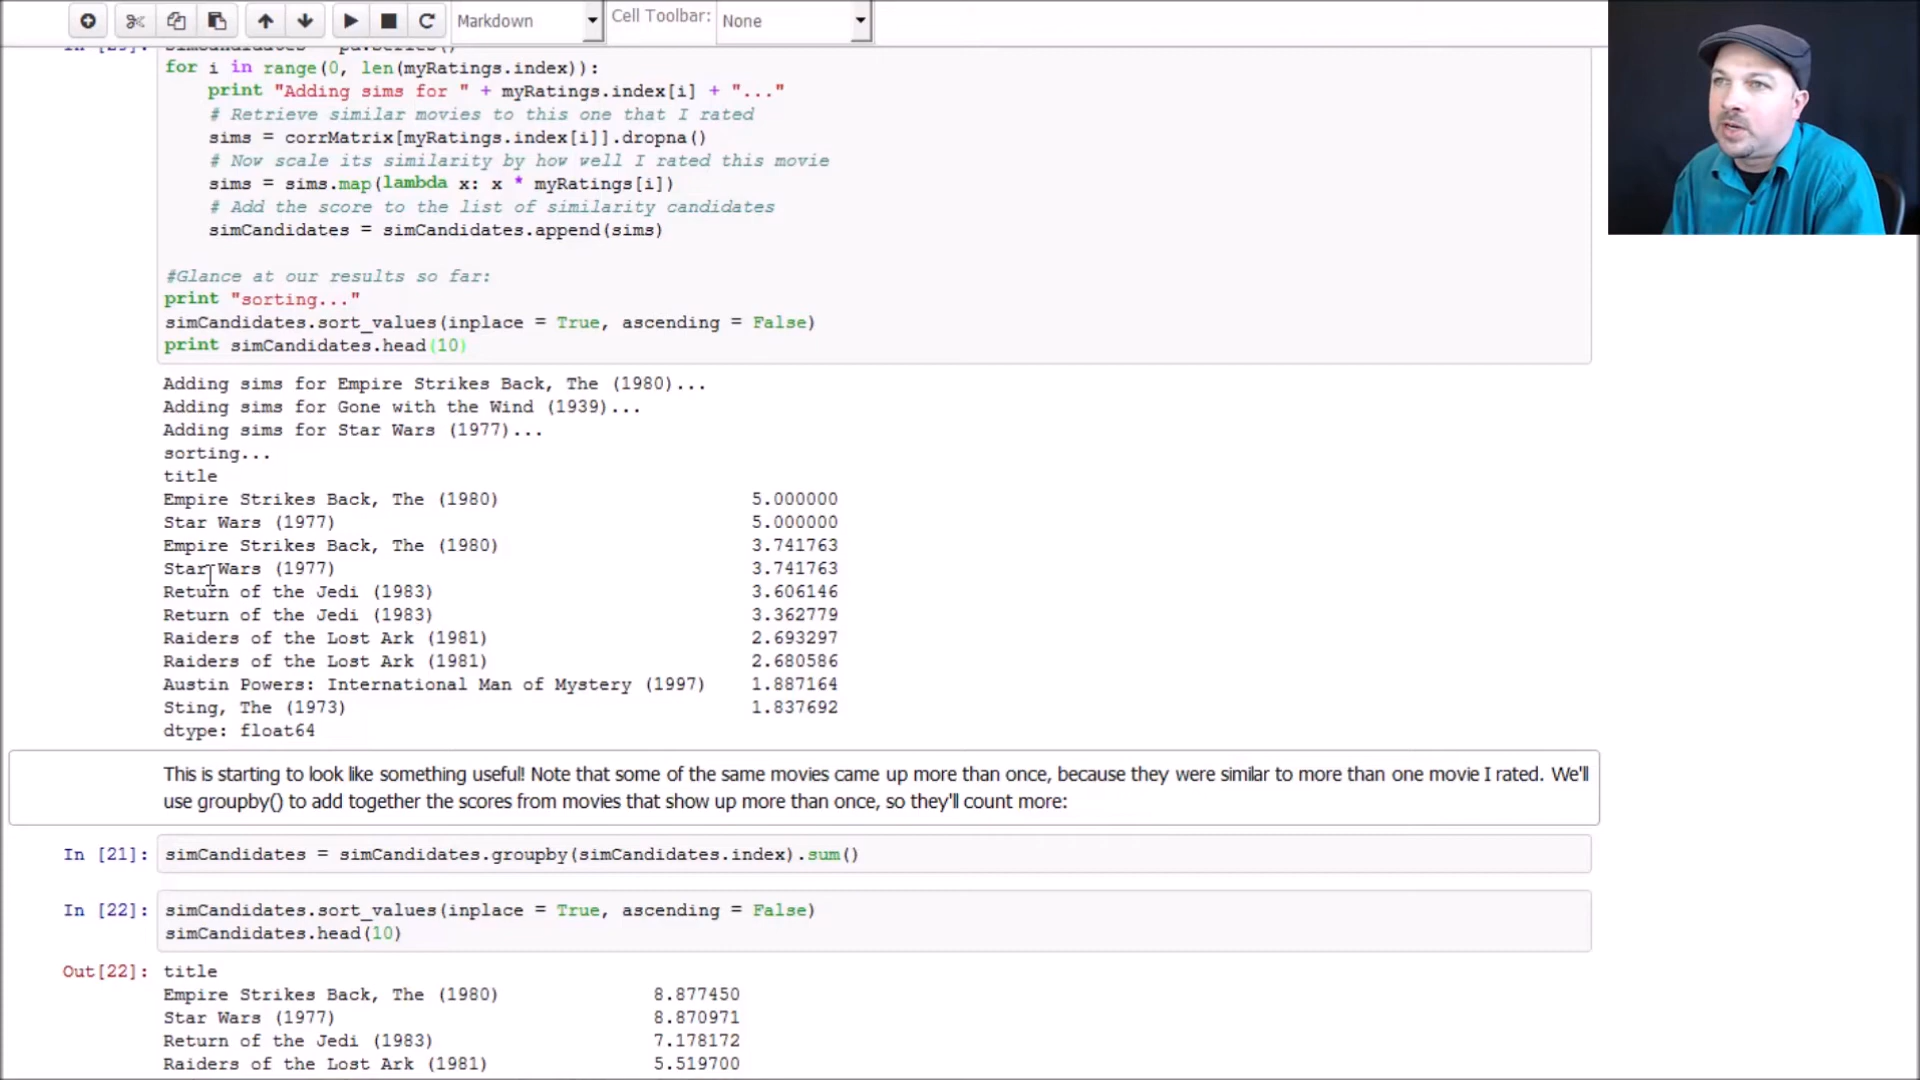 Markdown
Cell Toolbar:
None
for i in range(0, len(myRatings.index)):
print "Adding sims for " + myRatings.index[i] + "..."
# Retrieve similar movies to this one that I rated
sims = corrMatrix[myRatings.index[i]].dropna()
# Now scale its similarity by how well I rated this movie
sims = sims.map(lambda x: x * myRatings[i])
# Add the score to the list of similarity candidates
simCandidates = simCandidates.append(sims)
#Glance at our results so far:
print "sorting..."
simCandidates.sort_values(inplace = True, ascending = False)
print simCandidates.head(10)
Adding sims for Empire Strikes Back, The (1980)...
Adding sims for Gone with the Wind (1939)...
Adding sims for Star Wars (1977)...
sorting...
title
Empire Strikes Back, The (1980) 5.000000
Star Wars (1977) 5.000000
Empire Strikes Back, The (1980) 3.741763
Star Wars (1977) 3.741763
Return of the Jedi (1983) 3.606146
Return of the Jedi (1983) 3.362779
Raiders of the Lost Ark (1981) 2.693297
Raiders of the Lost Ark (1981) 2.680586
Austin Powers: International Man of Mystery (1997) 1.887164
Sting, The (1973) 1.837692
dtype: float64
This is starting to look like something useful! Note that some of the same movies came up more than once, because they were similar to more than one movie I rated. We'll
use groupby() to add together the scores from movies that show up more than once, so they'll count more:
In [21]: simCandidates = simCandidates.groupby(simCandidates.index).sum()
In [22]: simCandidates.sort_values(inplace = True, ascending = False)
simCandidates.head(10)
Out[22]: title
Empire Strikes Back, The (1980) 8.877450
Star Wars (1977) 8.870971
Return of the Jedi (1983) 7.178172
Raiders of the Lost Ark (1981) 5.519700